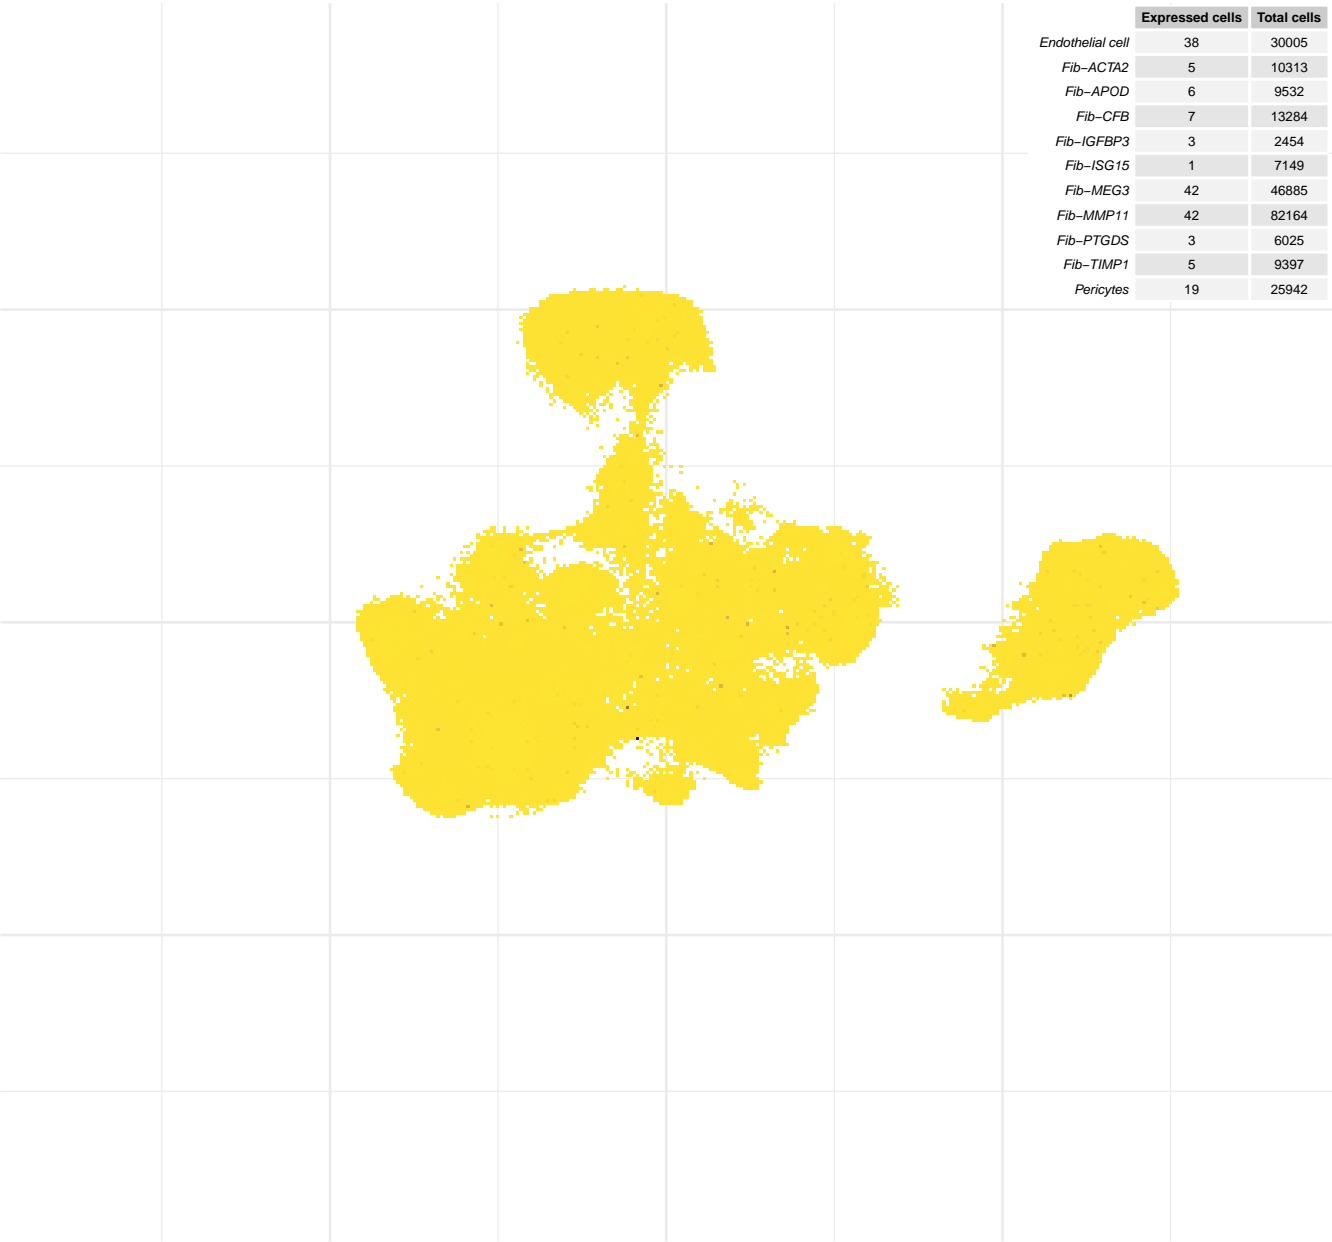 Expressed cells Total cells
Endothelial cell 38 30005
Fib−ACTA2 5 10313
Fib−APOD 6 9532
Fib−CFB 7 13284
Fib−IGFBP3 3 2454
Fib−ISG15 1 7149
Fib−MEG3 42 46885
Fib−MMP11 42 82164
Fib−PTGDS 3 6025
Fib−TIMP1 5 9397
Pericytes 19 25942